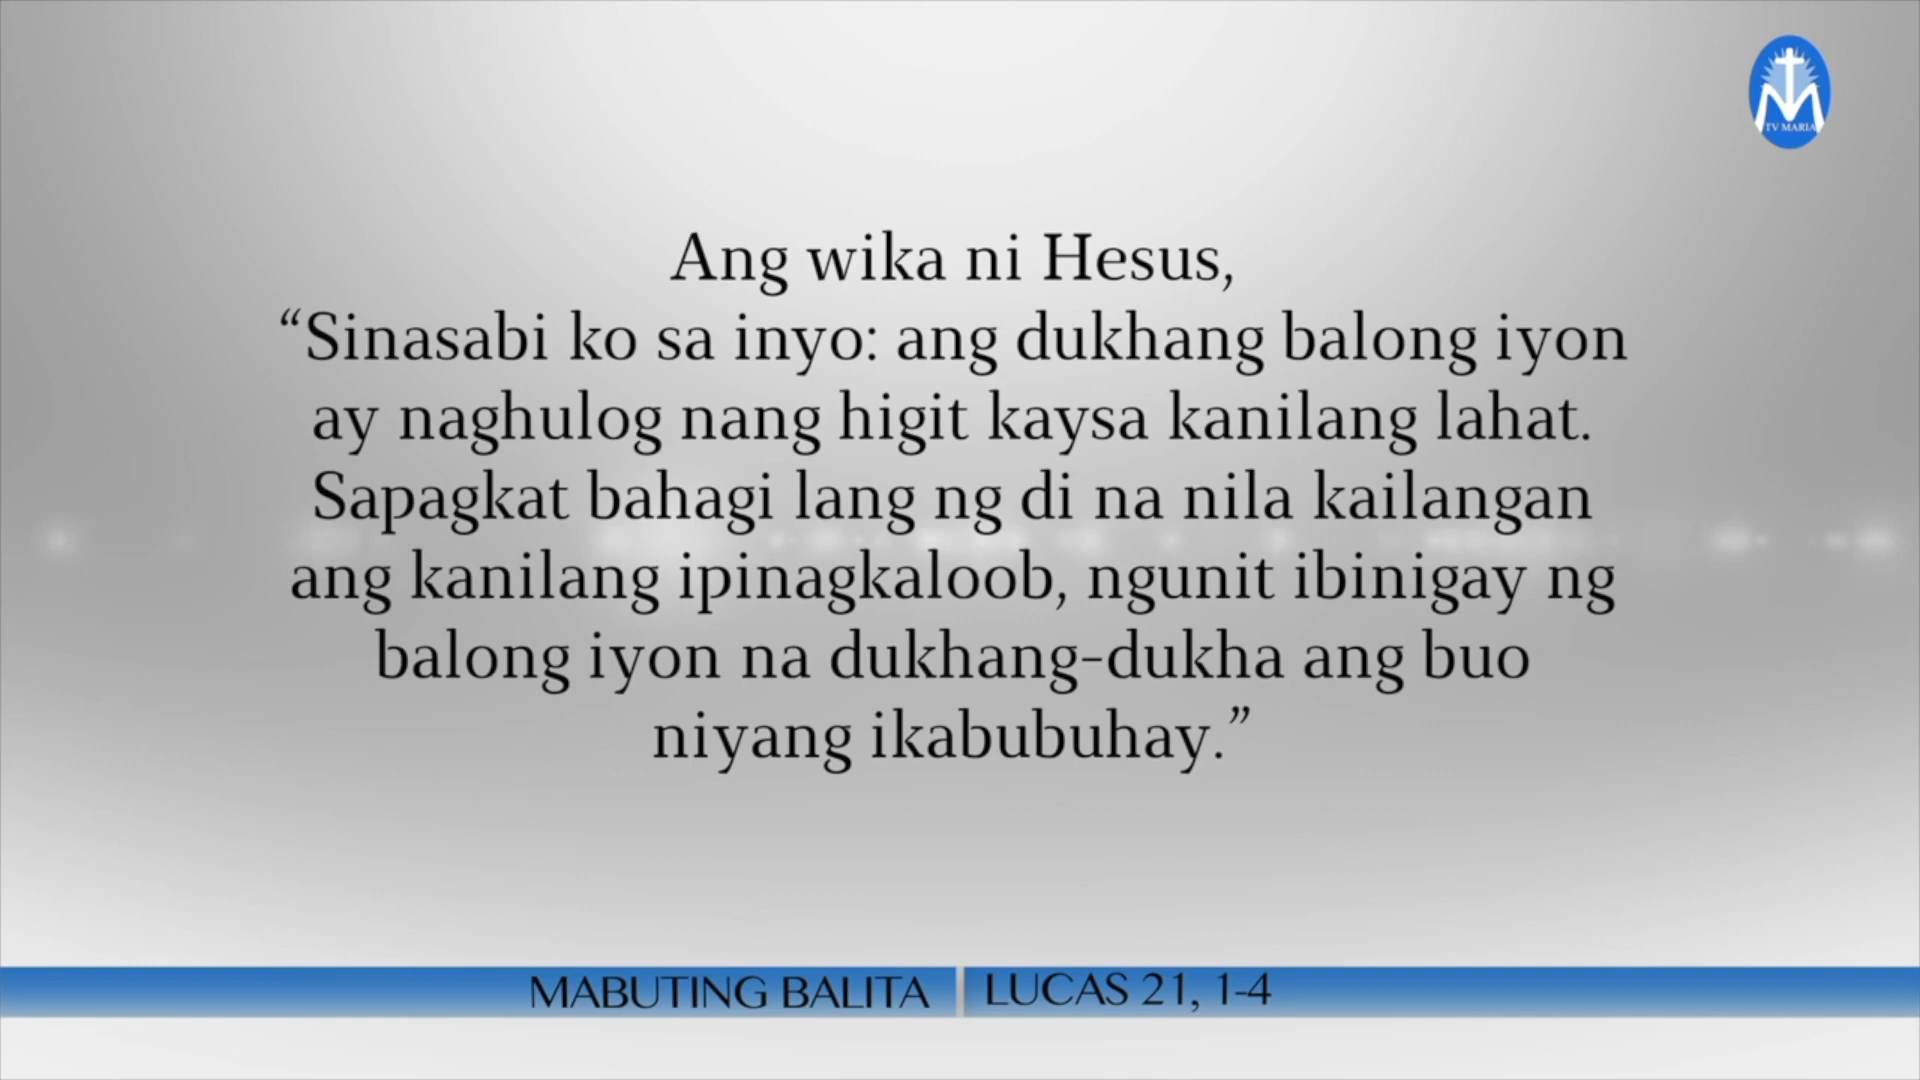 TV MARIA
Ang wika ni Hesus,
“Sinasabi ko sa inyo: ang dukhang balong iyon
ay naghulog nang higit kaysa kanilang lahat.
Sapagkat bahagi lang ng di na nila kailangan
ang kanilang ipinagkaloob, ngunit ibinigay ng
balong iyon na dukhang-dukha ang buo
niyang ikabubuhay.”
MABUTING BALITA
LUCAS 21, 1-4